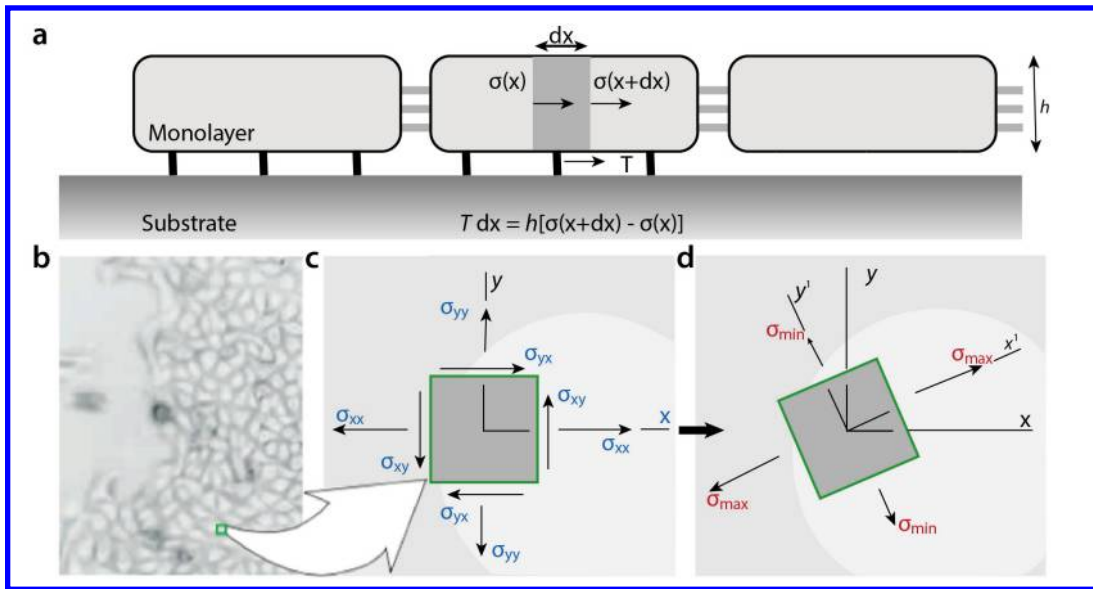 a
dx
σ(x)
σ(x+dx)
h
Monolayer
T
Substrate
T dx = h[σ(x+dx) - σ(x)]
b
c
d
y
σyy
σyx
σxy
σxx
x
σxx
σxy
σyx
σyy
y
y'
σmin
σmax
x'
x
σmax
σmin